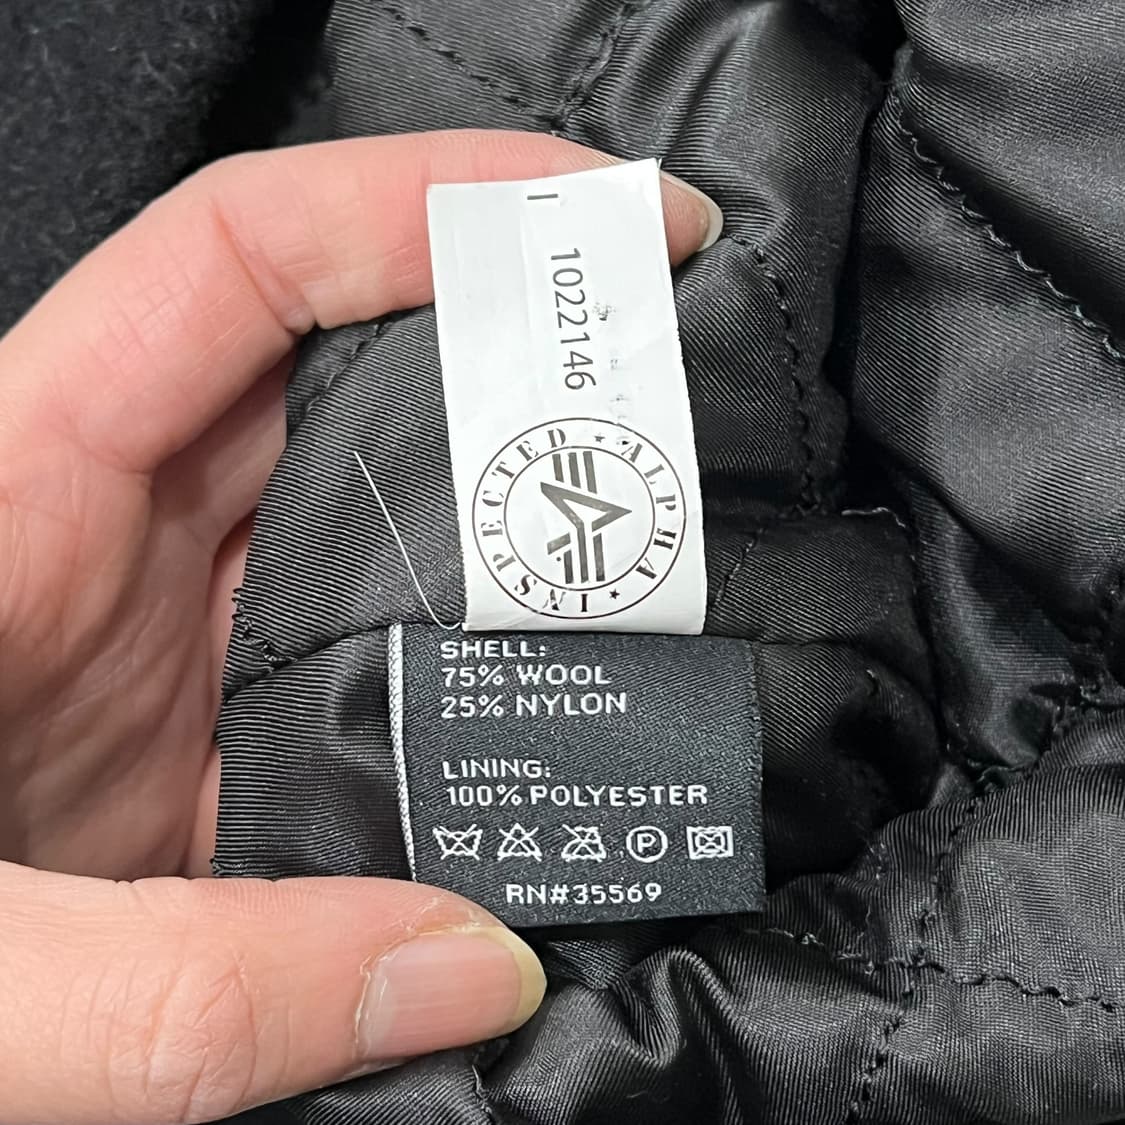 1022146
ALPHA ★ INSPECTED ★
SHELL:
75% WOOL
25% NYLON
LINING:
100% POLYESTER
P
RN#35569